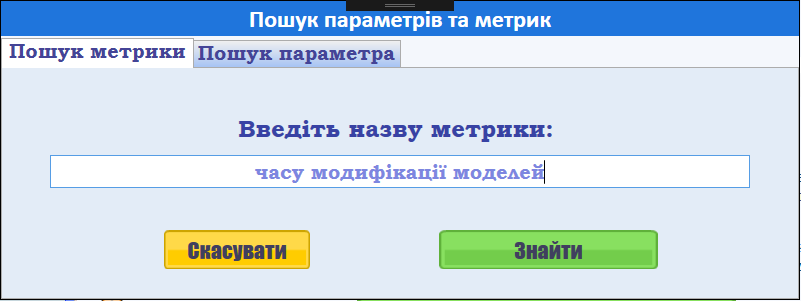 Пошук параметрів та метрик
Пошук метрики
Пошук параметра
Введіть назву метрики:
часу модифікації моделей
Скасувати
Знайти